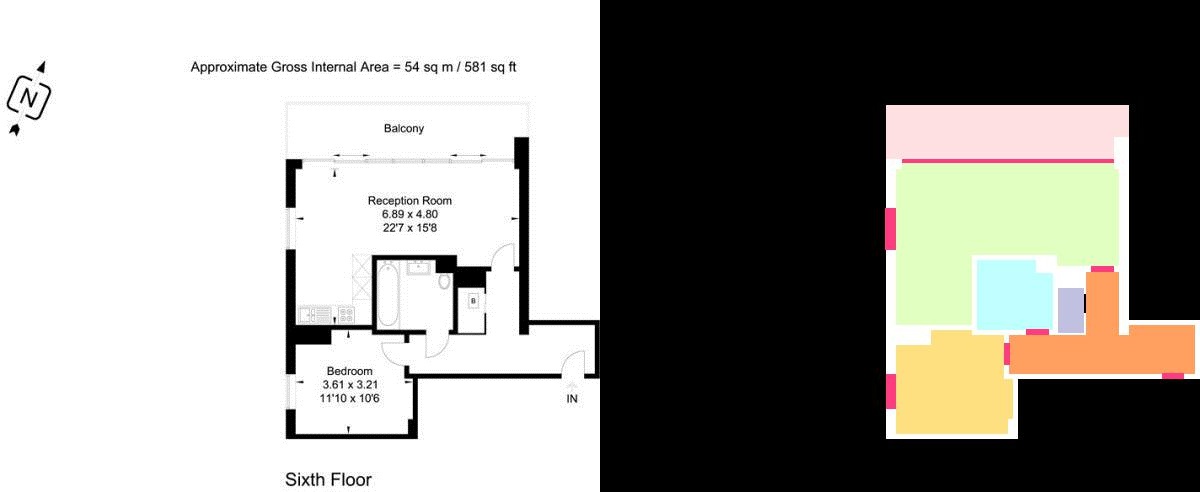 N
Approximate Gross Internal Area = 54 sq m / 581 sq ft
Balcony
Reception Room
6.89 x 4.80
22'7 x 15'8
B
Bedroom
3.61 x 3.21
11'10 x 10'6
IN
Sixth Floor